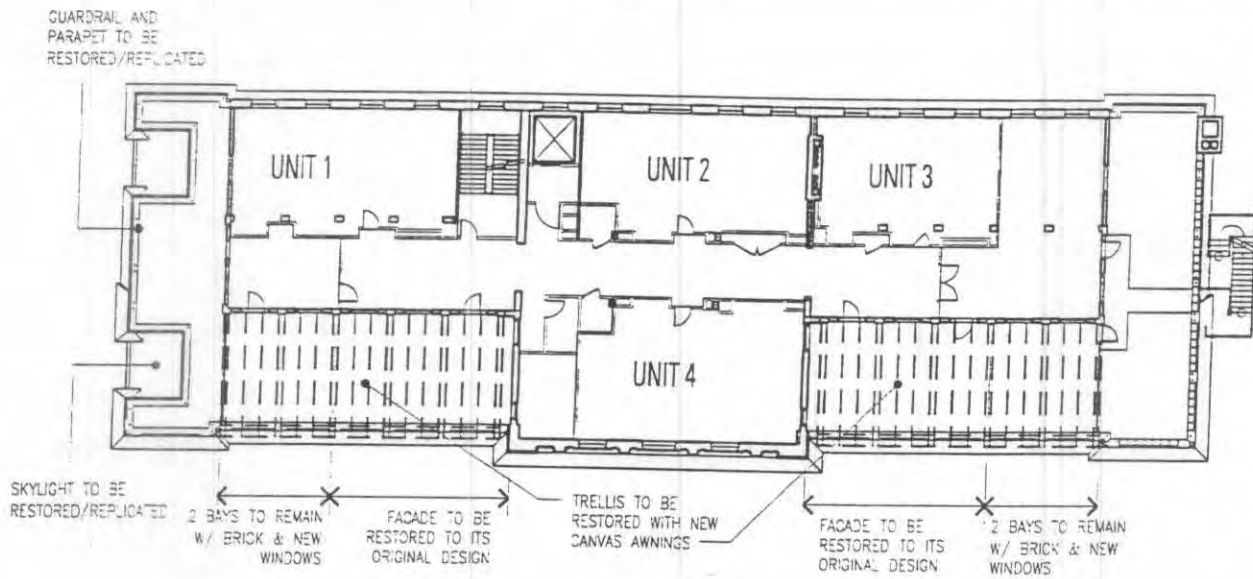 GUARDRAIL AND
PARAPET TO BE
RESTORED/REPLICATED
UNIT 1
UNIT 2
UNIT 3
UNIT 4
SKYLIGHT TO BE
RESTORED/REPLICATED
2 BAYS TO REMAIN
W/ BRICK & NEW
WINDOWS
FACADE TO BE
RESTORED TO ITS
ORIGINAL DESIGN
TRELLIS TO BE
RESTORED WITH NEW
CANVAS AWNINGS
FACADE TO BE
RESTORED TO ITS
ORIGINAL DESIGN
2 BAYS TO REMAIN
W/ BRICK & NEW
WINDOWS